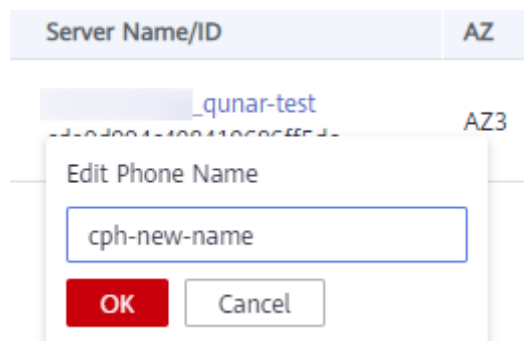 Server Name/ID AZ
_qunar-test
AZ3
Edit Phone Name
cph-new-name
OK Cancel